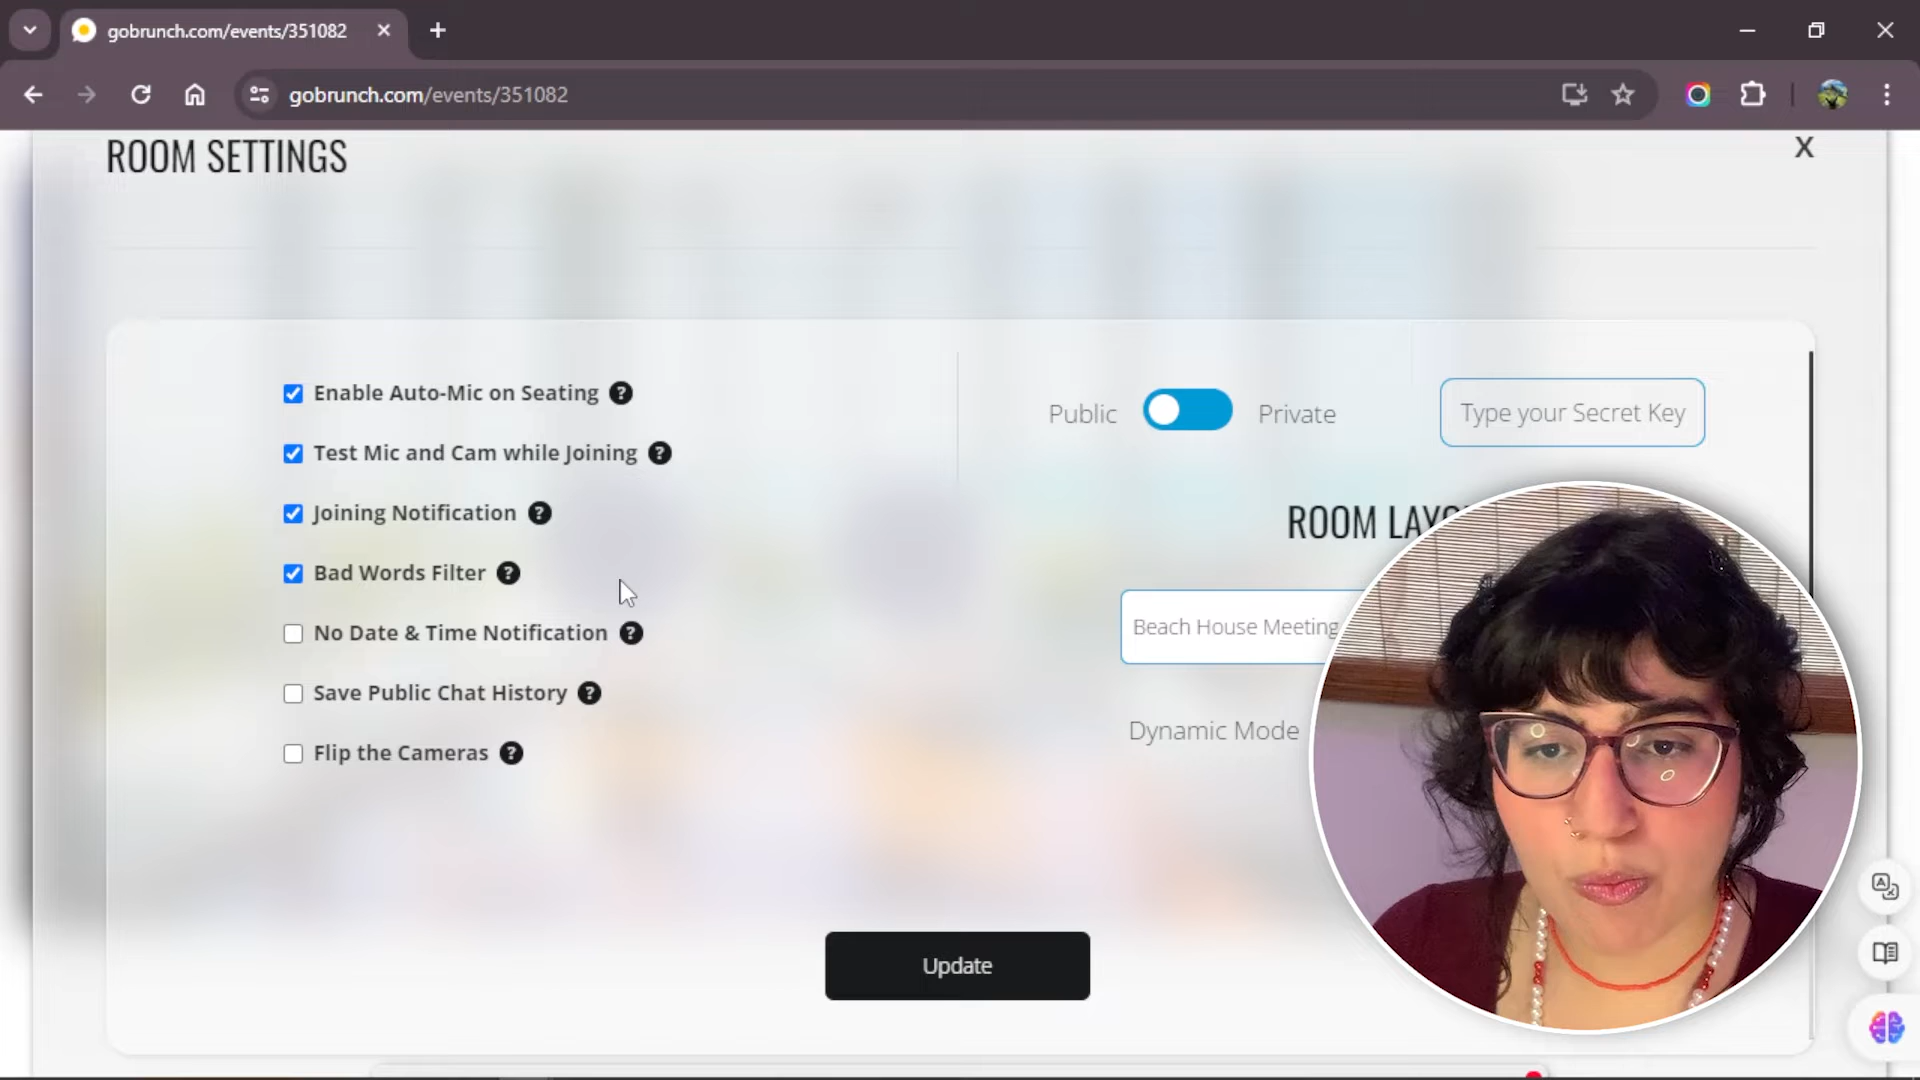 gobrunch.com/events/351082
gobrunch.com/events/351082
ROOM SETTINGS
X
Enable Auto-Mic on Seating ?
Test Mic and Cam while Joining ?
Joining Notification ?
Bad Words Filter ?
No Date & Time Notification ?
Save Public Chat History ?
Flip the Cameras ?
Public Private Type your Secret Key
ROOM
Beach House Meeting
Dynamic Mode
Update